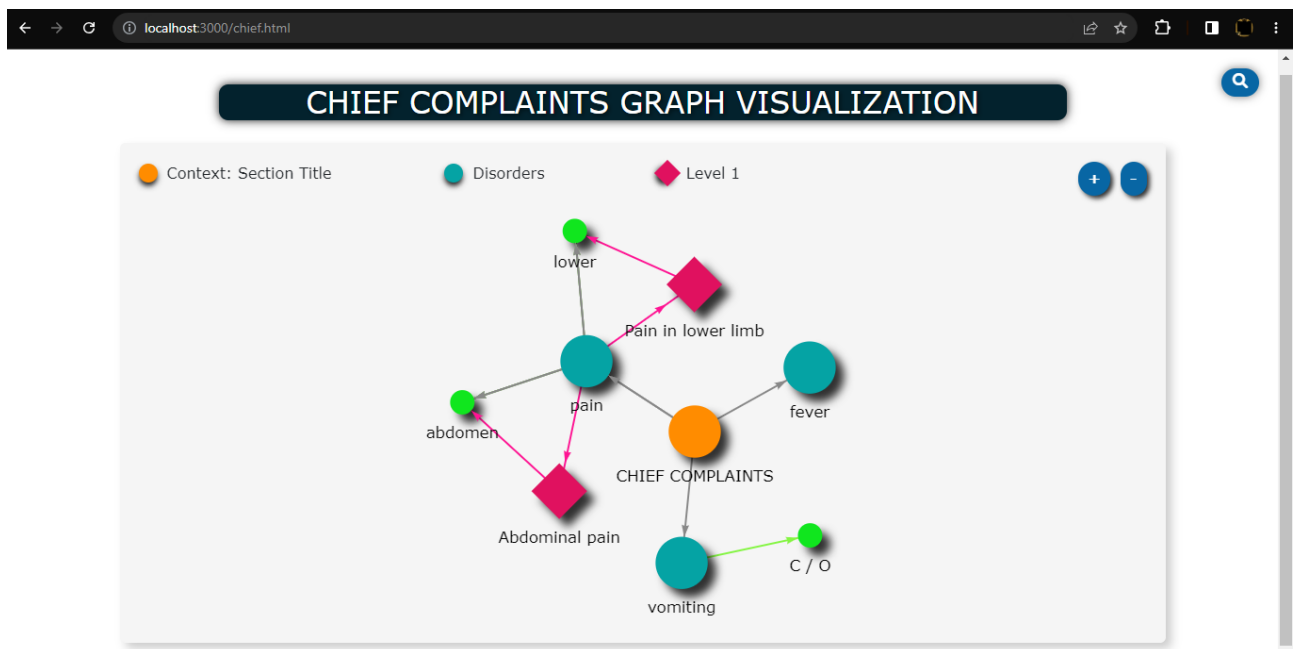 localhost:3000/chief.html
CHIEF COMPLAINTS GRAPH VISUALIZATION
Context: Section Title
Disorders
Level 1
+
-
lower
Pain in lower limb
pain
fever
abdomen
CHIEF COMPLAINTS
Abdominal pain
C / O
vomiting